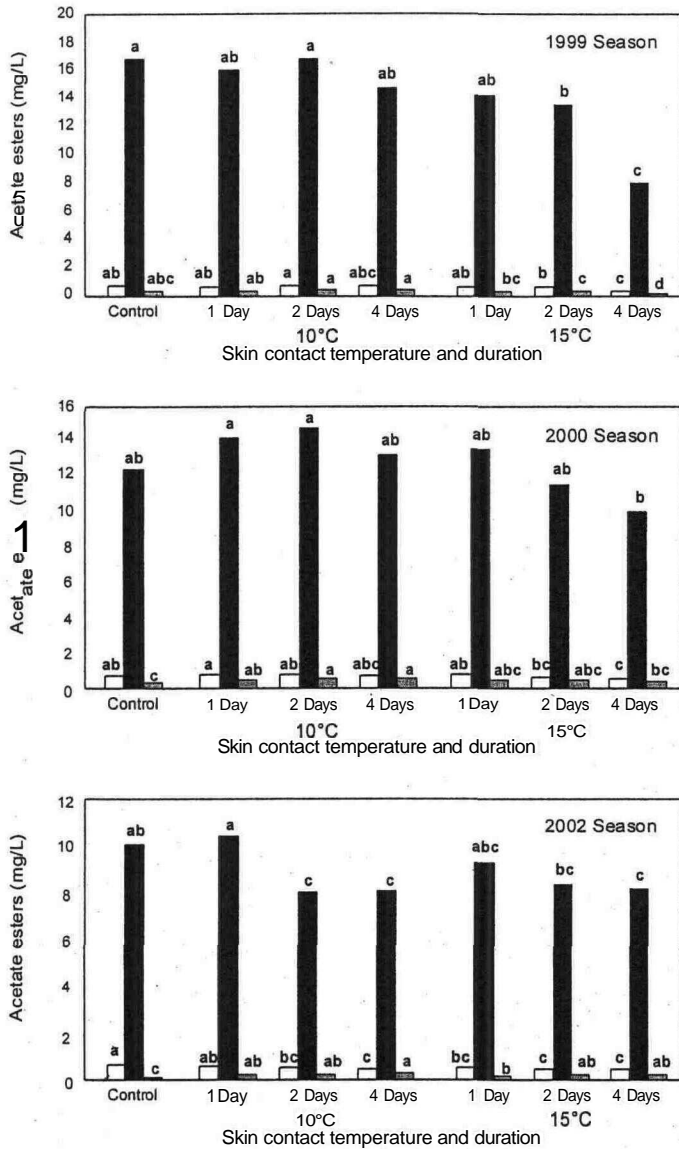 20
1999 Season
18
a
ab
a
16
ab
ab
14
b
12
10
c
8
6
4
2
ab abc ab ab a a abc a ab bc b c c d
0
Control 1 Day 2 Days 4 Days 1 Day 2 Days 4 Days
10°C 15°C
Skin contact temperature and duration
Acetate esters (mg/L)
16
2000 Season
a
a
14
ab
ab
ab
ab
12
b
10
8
6
4
2
ab c a ab ab a abc a ab abc bc abc c bc
0
Control 1 Day 2 Days 4 Days 1 Day 2 Days 4 Days
10°C 15°C
Skin contact temperature and duration
Acetate e1 (mg/L)
12
2002 Season
a
ab
10
abc
bc
c
c
c
8
6
4
2
a c ab ab bc ab c a bc b c ab c ab
0
Control 1 Day 2 Days 4 Days 1 Day 2 Days 4 Days
10°C 15°C
Skin contact temperature and duration
Acetate esters (mg/L)